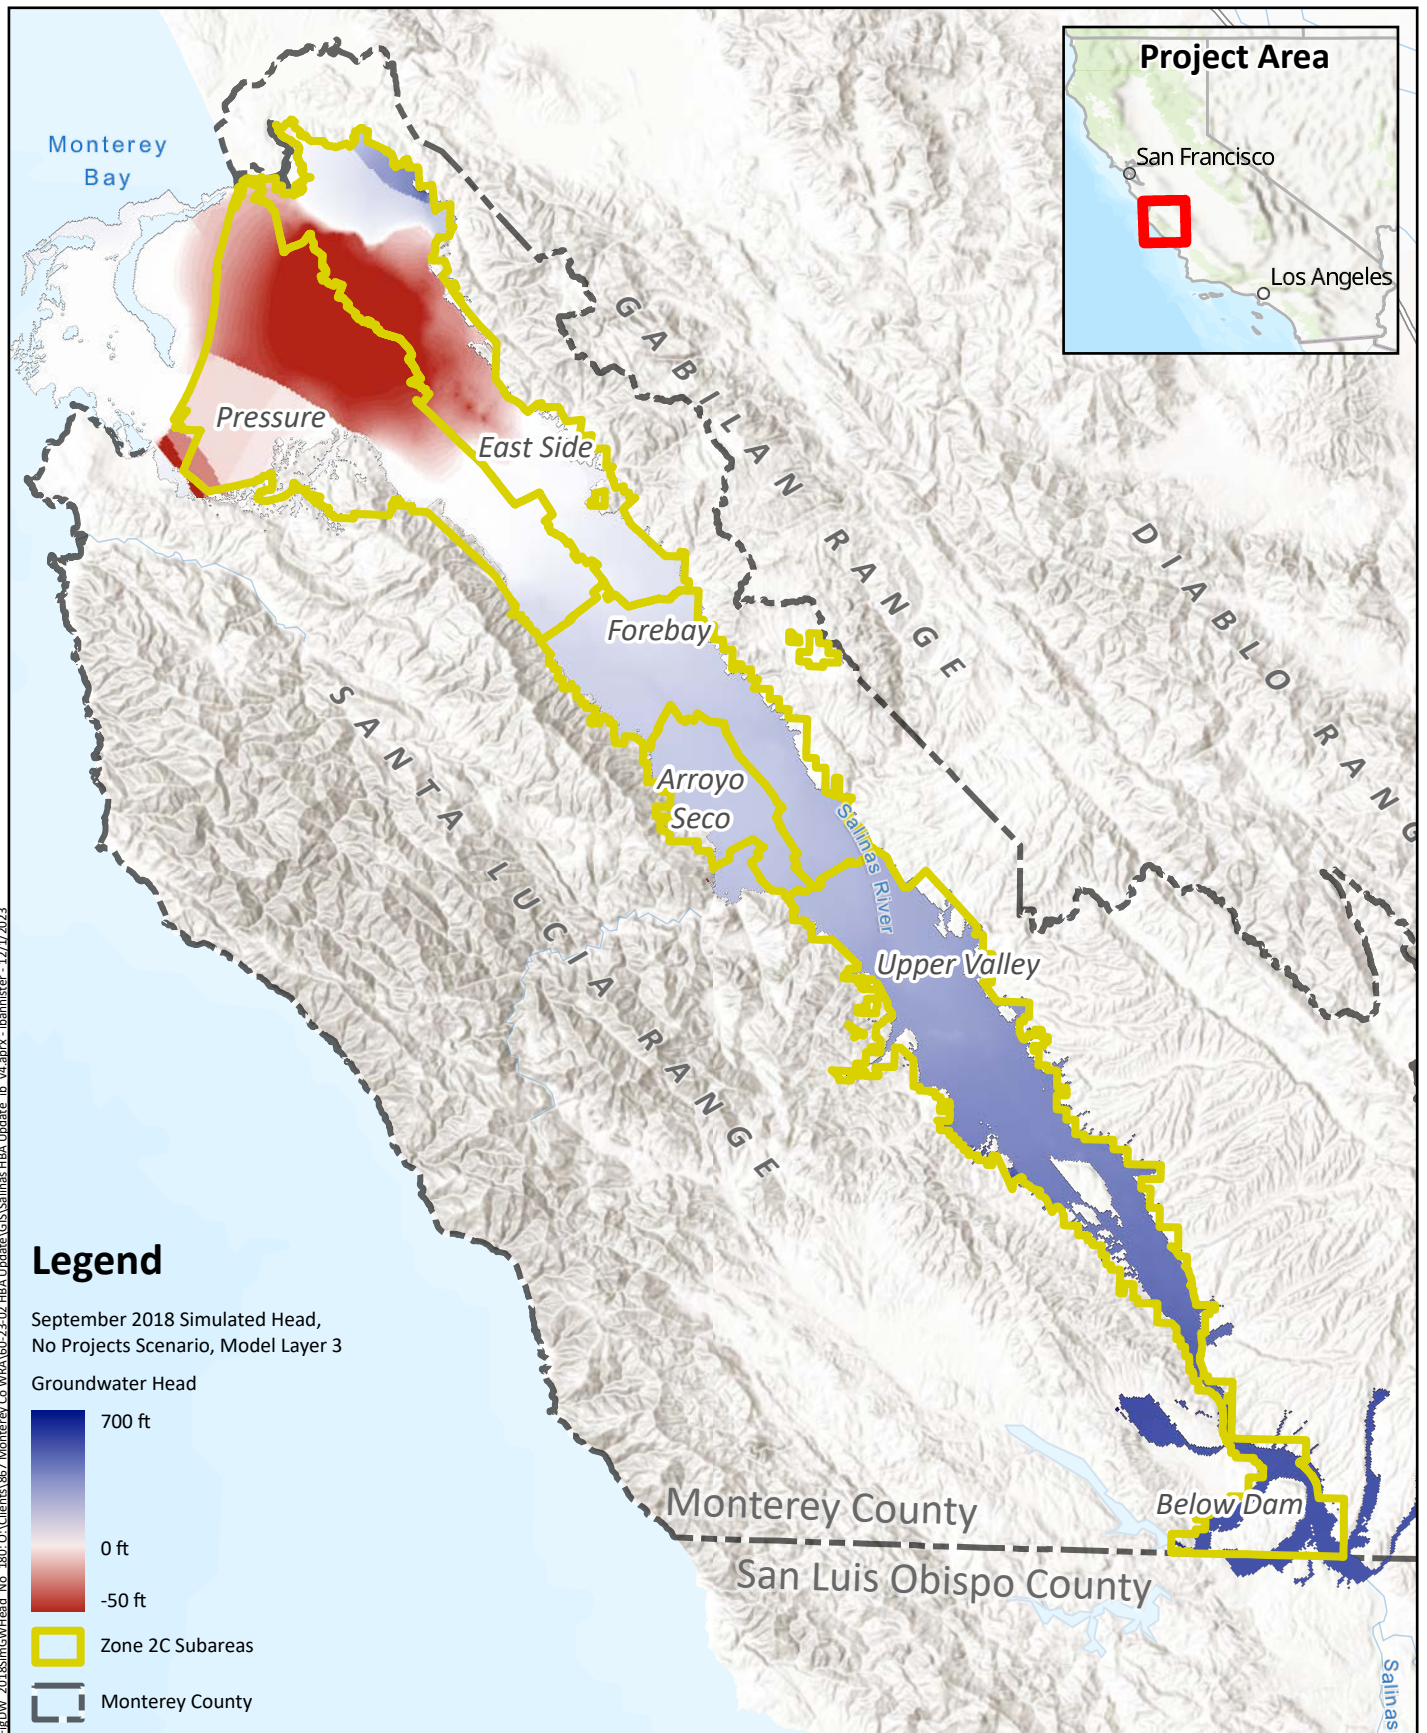 Project Area
San Francisco
Los Angeles
Monterey
Bay
GABILAN RANGE
DIABLO RANG
Pressure
East Side
Forebay
SANTA LUCIA RANGE
Arroyo
Seco
Salinas River
Upper Valley
Below Dam
Monterey County
San Luis Obispo County
Salinas
Legend
September 2018 Simulated Head,
No Projects Scenario, Model Layer 3
Groundwater Head
700 ft
0 ft
-50 ft
Zone 2C Subareas
Monterey County